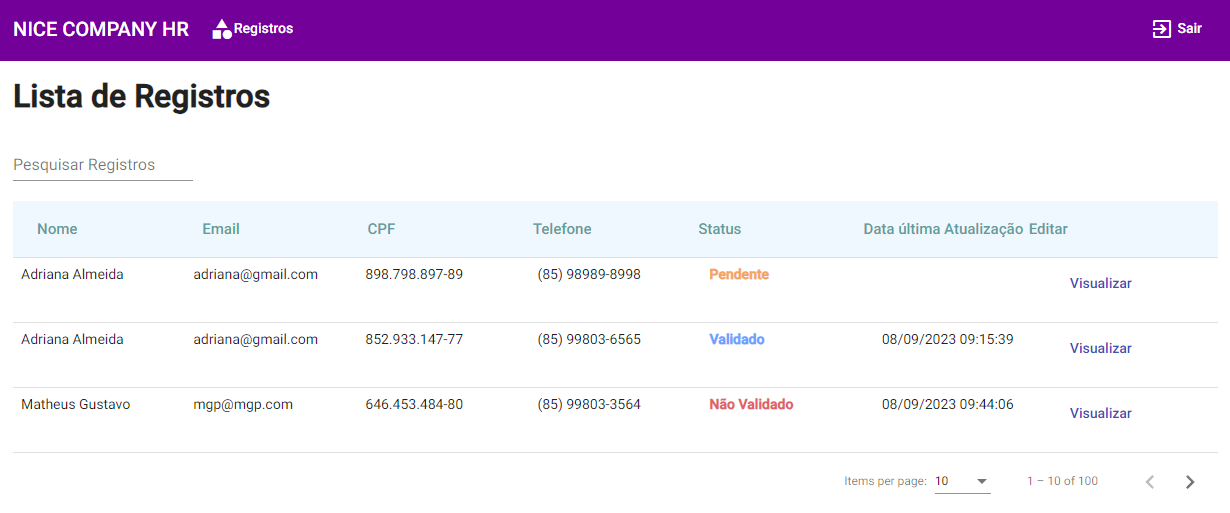 NICE COMPANY HR Registros Sair
Lista de Registros
Pesquisar Registros
Nome Email CPF Telefone Status Data última Atualização Editar
Adriana Almeida adriana@gmail.com 898.798.897-89 (85) 98989-8998 Pendente Visualizar
Adriana Almeida adriana@gmail.com 852.933.147-77 (85) 99803-6565 Validado 08/09/2023 09:15:39 Visualizar
Matheus Gustavo mgp@mgp.com 646.453.484-80 (85) 99803-3564 Não Validado 08/09/2023 09:44:06 Visualizar
Items per page: 10 1 – 10 of 100